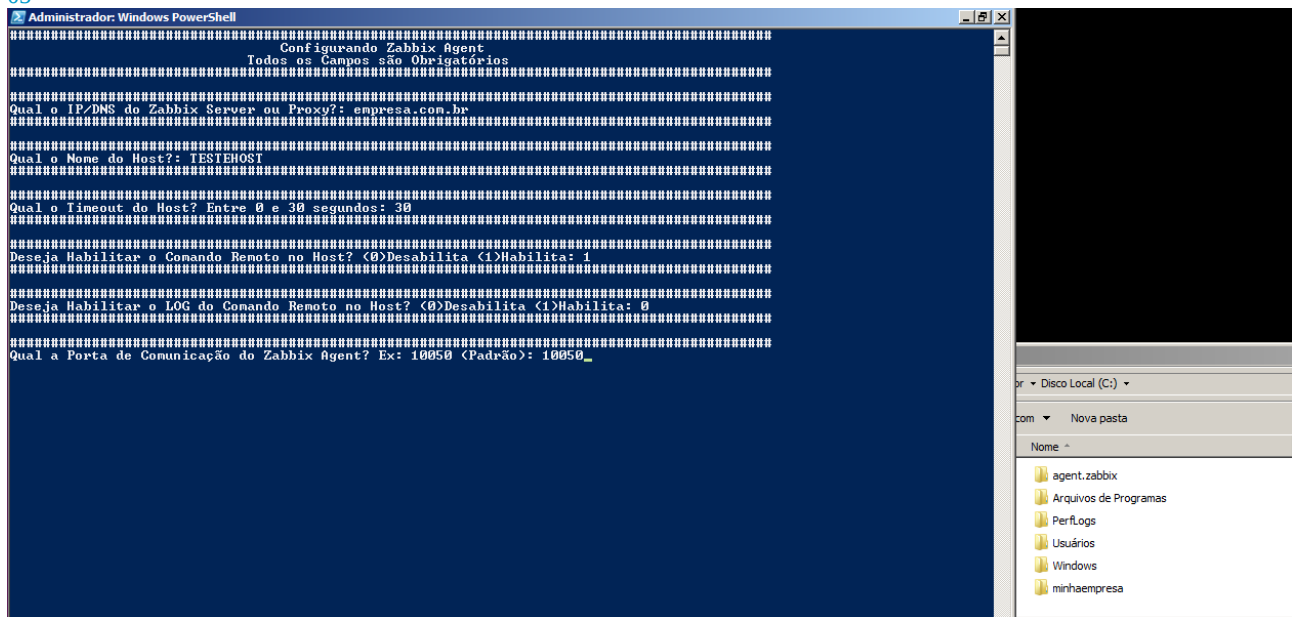 Administrador: Windows PowerShell
###############################################################################################
Configurando Zabbix Agent
Todos os Campos são Obrigatórios
###############################################################################################
###############################################################################################
Qual o IP/DNS do Zabbix Server ou Proxy?: empresa.com.br
###############################################################################################
###############################################################################################
Qual o Nome do Host?: TESTEHOST
###############################################################################################
###############################################################################################
Qual o Timeout do Host? Entre 0 e 30 segundos: 30
###############################################################################################
###############################################################################################
Deseja Habilitar o Comando Remoto no Host? (0)Desabilita (1)Habilita: 1
###############################################################################################
###############################################################################################
Deseja Habilitar o LOG do Comando Remoto no Host? (0)Desabilita (1)Habilita: 0
###############################################################################################
###############################################################################################
Qual a Porta de Comunicação do Zabbix Agent? Ex: 10050 (Padrão): 10050_
or ▾ Disco Local (C:) ▾
com ▾ Nova pasta
Nome
agent.zabbix
Arquivos de Programas
PerfLogs
Usuários
Windows
minhaempresa